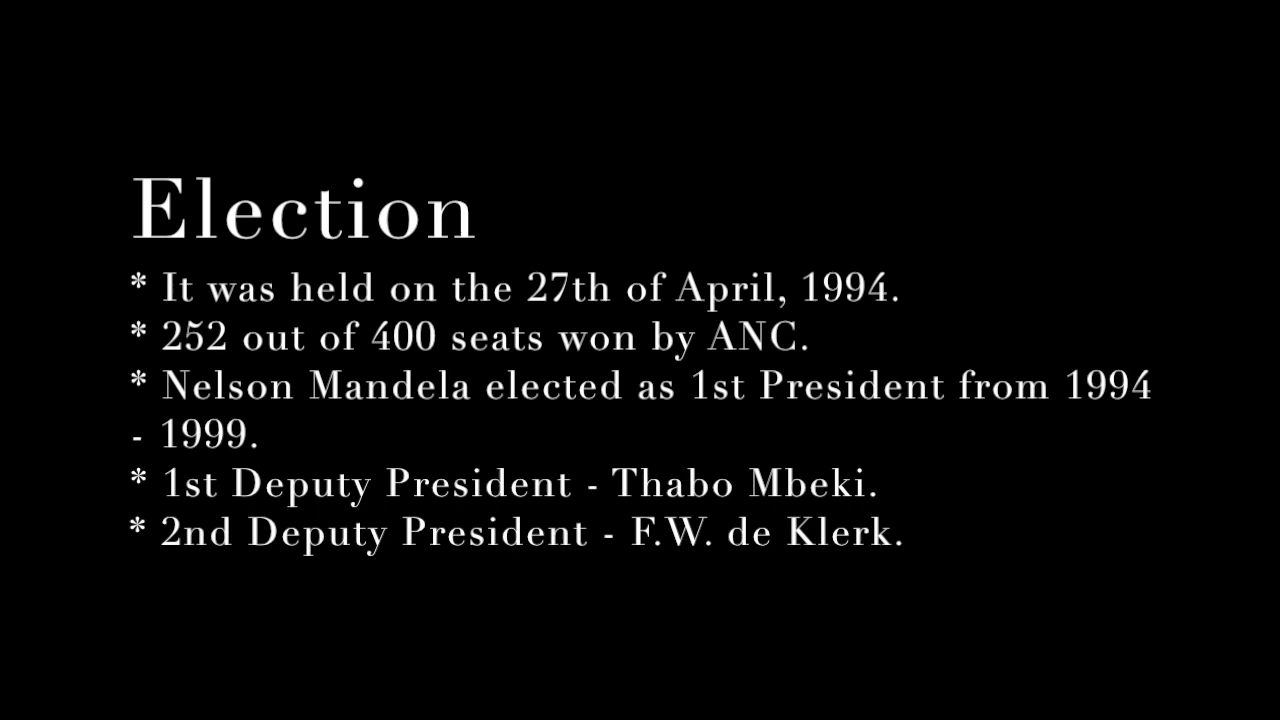 Election
* It was held on the 27th of April, 1994.
* 252 out of 400 seats won by ANC.
* Nelson Mandela elected as 1st President from 1994
- 1999.
* 1st Deputy President - Thabo Mbeki.
* 2nd Deputy President - F.W. de Klerk.